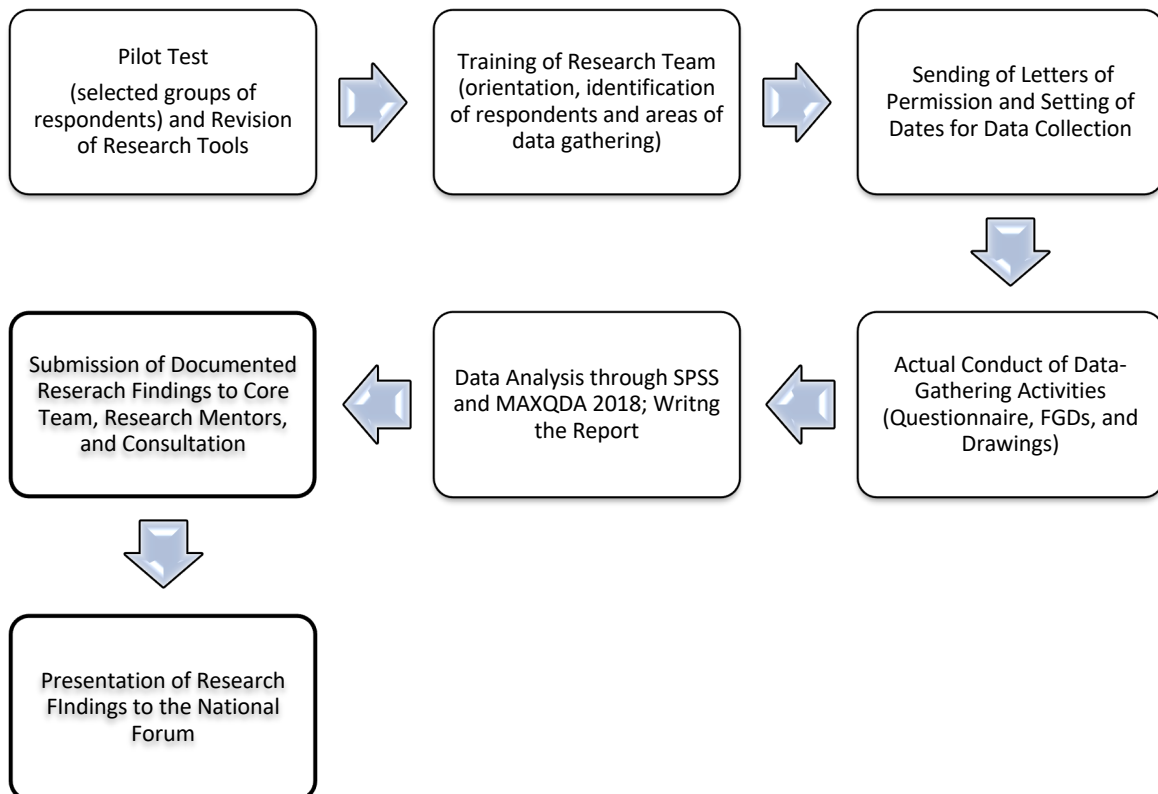 Pilot Test
(selected groups of
respondents) and Revision
of Research Tools
Training of Research Team
(orientation, identification
of respondents and areas of
data gathering)
Sending of Letters of
Permission and Setting of
Dates for Data Collection
Actual Conduct of Data-
Gathering Activities
(Questionnaire, FGDs, and
Drawings)
Data Analysis through SPSS
and MAXQDA 2018; Writng
the Report
Submission of Documented
Reserach Findings to Core
Team, Research Mentors,
and Consultation
Presentation of Research
FIndings to the National
Forum